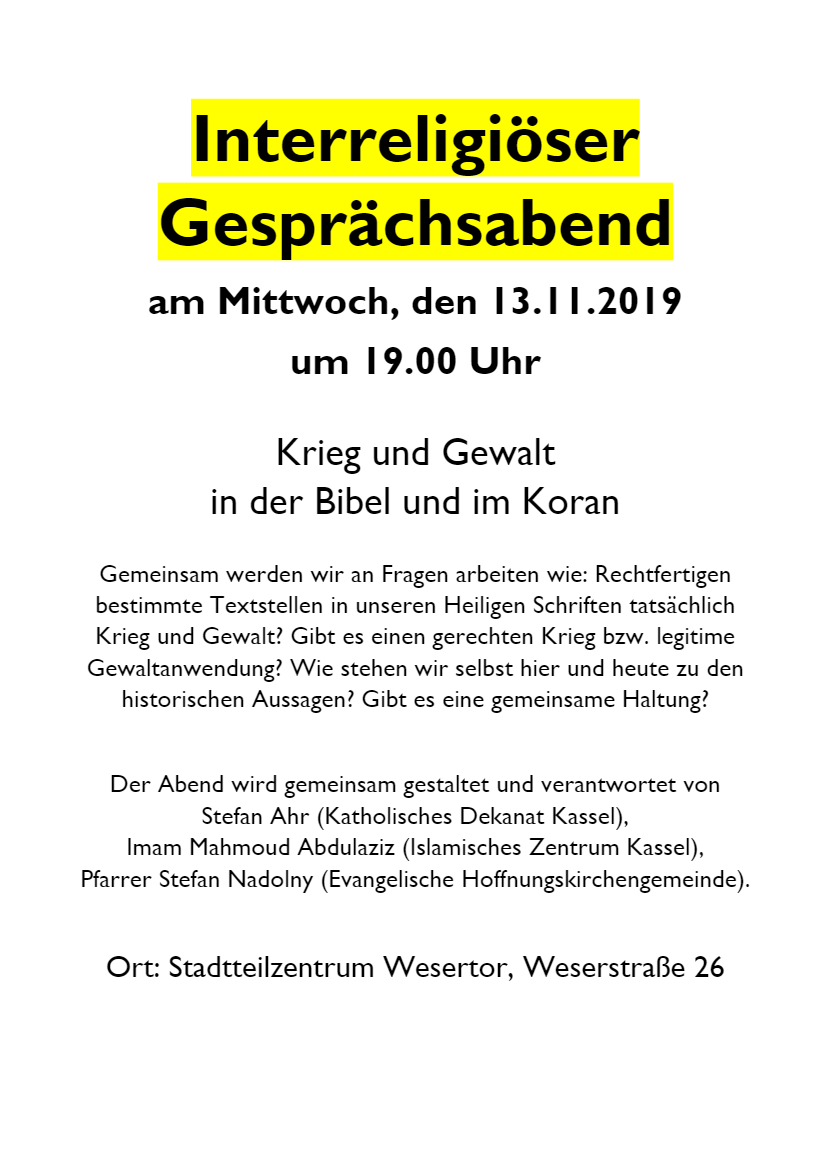 Interreligiöser
Gesprächsabend
am Mittwoch, den 13.11.2019
um 19.00 Uhr
Krieg und Gewalt
in der Bibel und im Koran
Gemeinsam werden wir an Fragen arbeiten wie: Rechtfertigen
bestimmte Textstellen in unseren Heiligen Schriften tatsächlich
Krieg und Gewalt? Gibt es einen gerechten Krieg bzw. legitime
Gewaltanwendung? Wie stehen wir selbst hier und heute zu den
historischen Aussagen? Gibt es eine gemeinsame Haltung?
Der Abend wird gemeinsam gestaltet und verantwortet von
Stefan Ahr (Katholisches Dekanat Kassel),
Imam Mahmoud Abdulaziz (Islamisches Zentrum Kassel),
Pfarrer Stefan Nadolny (Evangelische Hoffnungskirchengemeinde).
Ort: Stadtteilzentrum Wesertor, Weserstraße 26